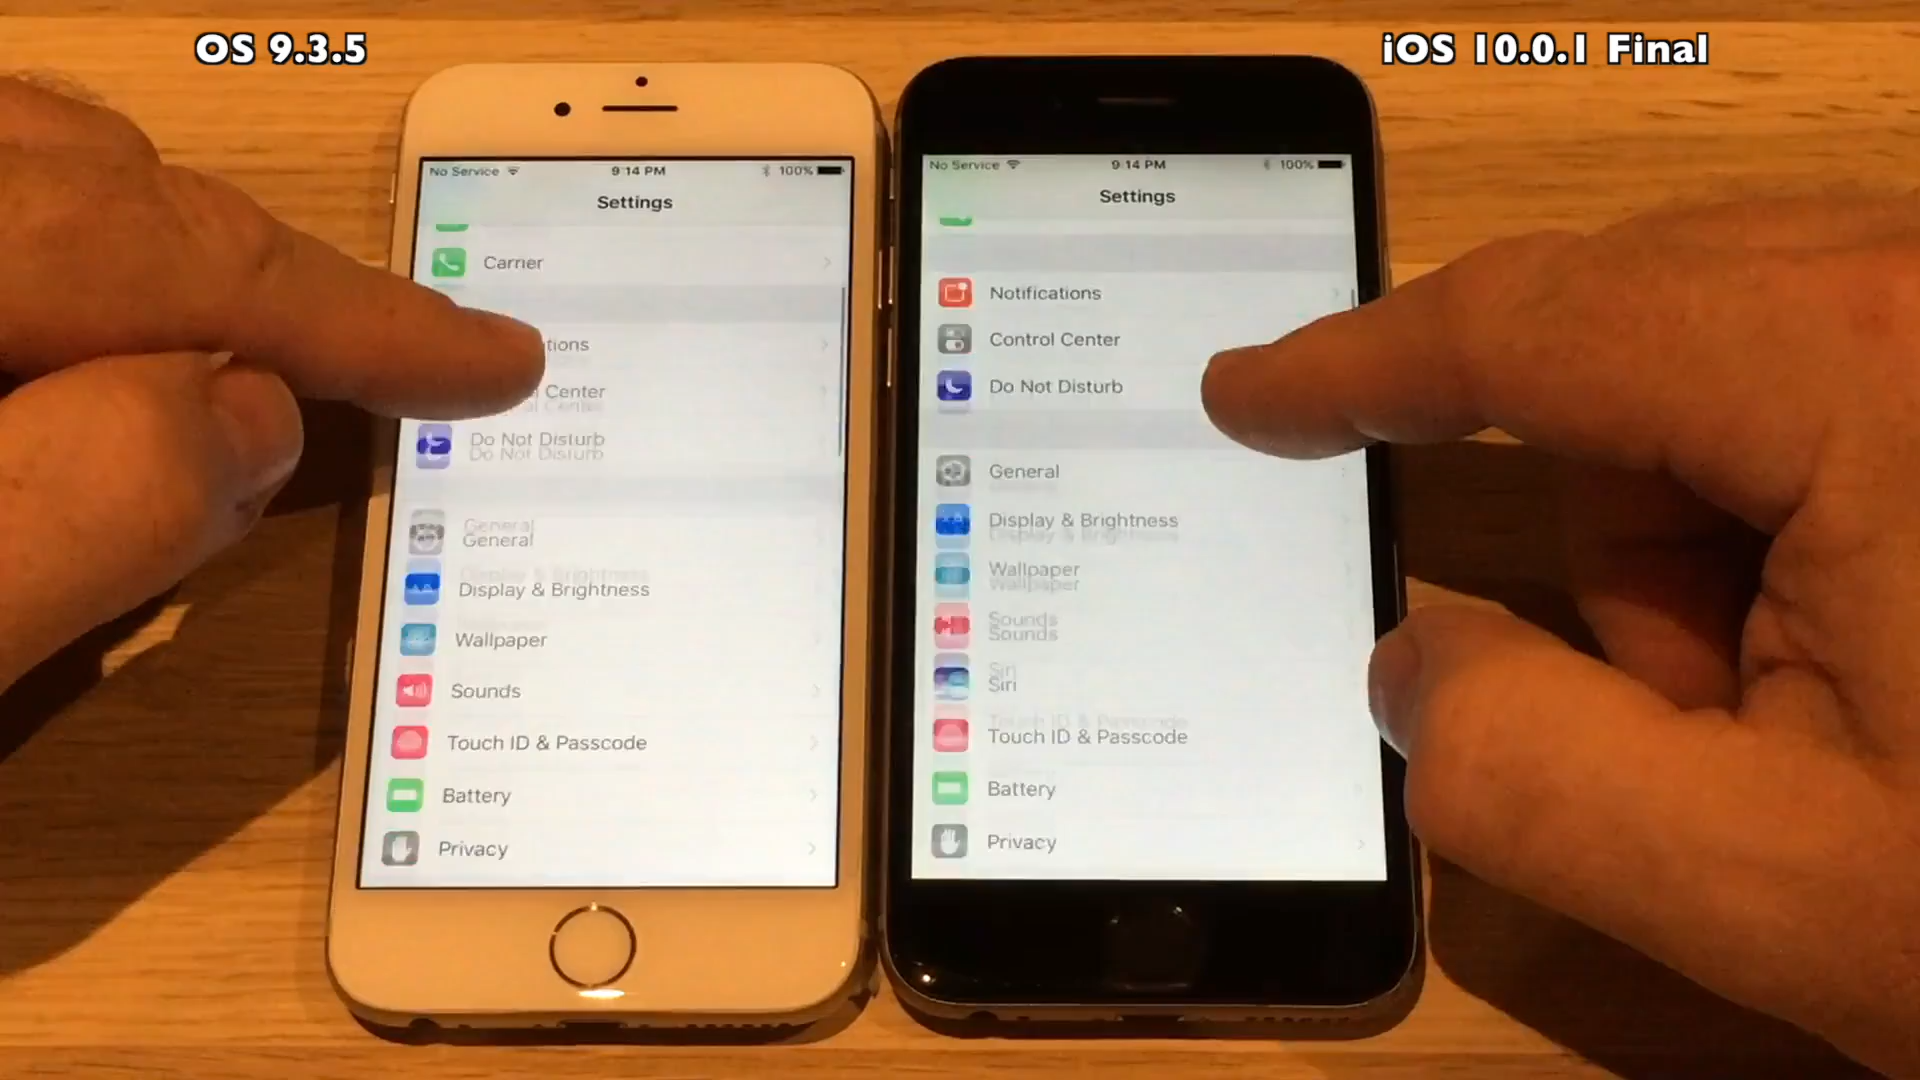 OS 9.3.5
iOS 10.0.1 Final
No Service 9:14 PM 100%
Settings
Carrier
tions
Center
Do Not Disturb
General
Display & Brightness
Wallpaper
Sounds
Touch ID & Passcode
Battery
Privacy
No Service 9:14 PM 100%
Settings
Notifications
Control Center
Do Not Disturb
General
Display & Brightness
Wallpaper
Sounds
Siri
Touch ID & Passcode
Battery
Privacy